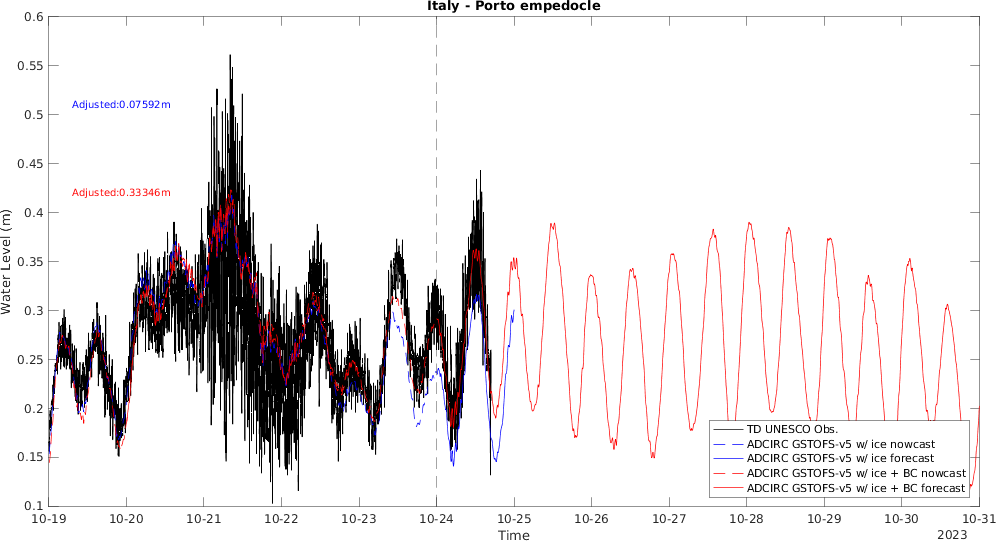 Italy - Porto empedocle
0.6
0.55
0.5
0.45
0.4
0.35
0.3
0.25
0.2
0.15
0.1
Water Level (m)
Adjusted:0.07592m
Adjusted:0.33346m
TD UNESCO Obs.
ADCIRC GSTOFS-v5 w/ ice nowcast
ADCIRC GSTOFS-v5 w/ ice forecast
ADCIRC GSTOFS-v5 w/ ice + BC nowcast
ADCIRC GSTOFS-v5 w/ ice + BC forecast
10-19 10-20 10-21 10-22 10-23 10-24 10-25 10-26 10-27 10-28 10-29 10-30 10-31
Time
2023